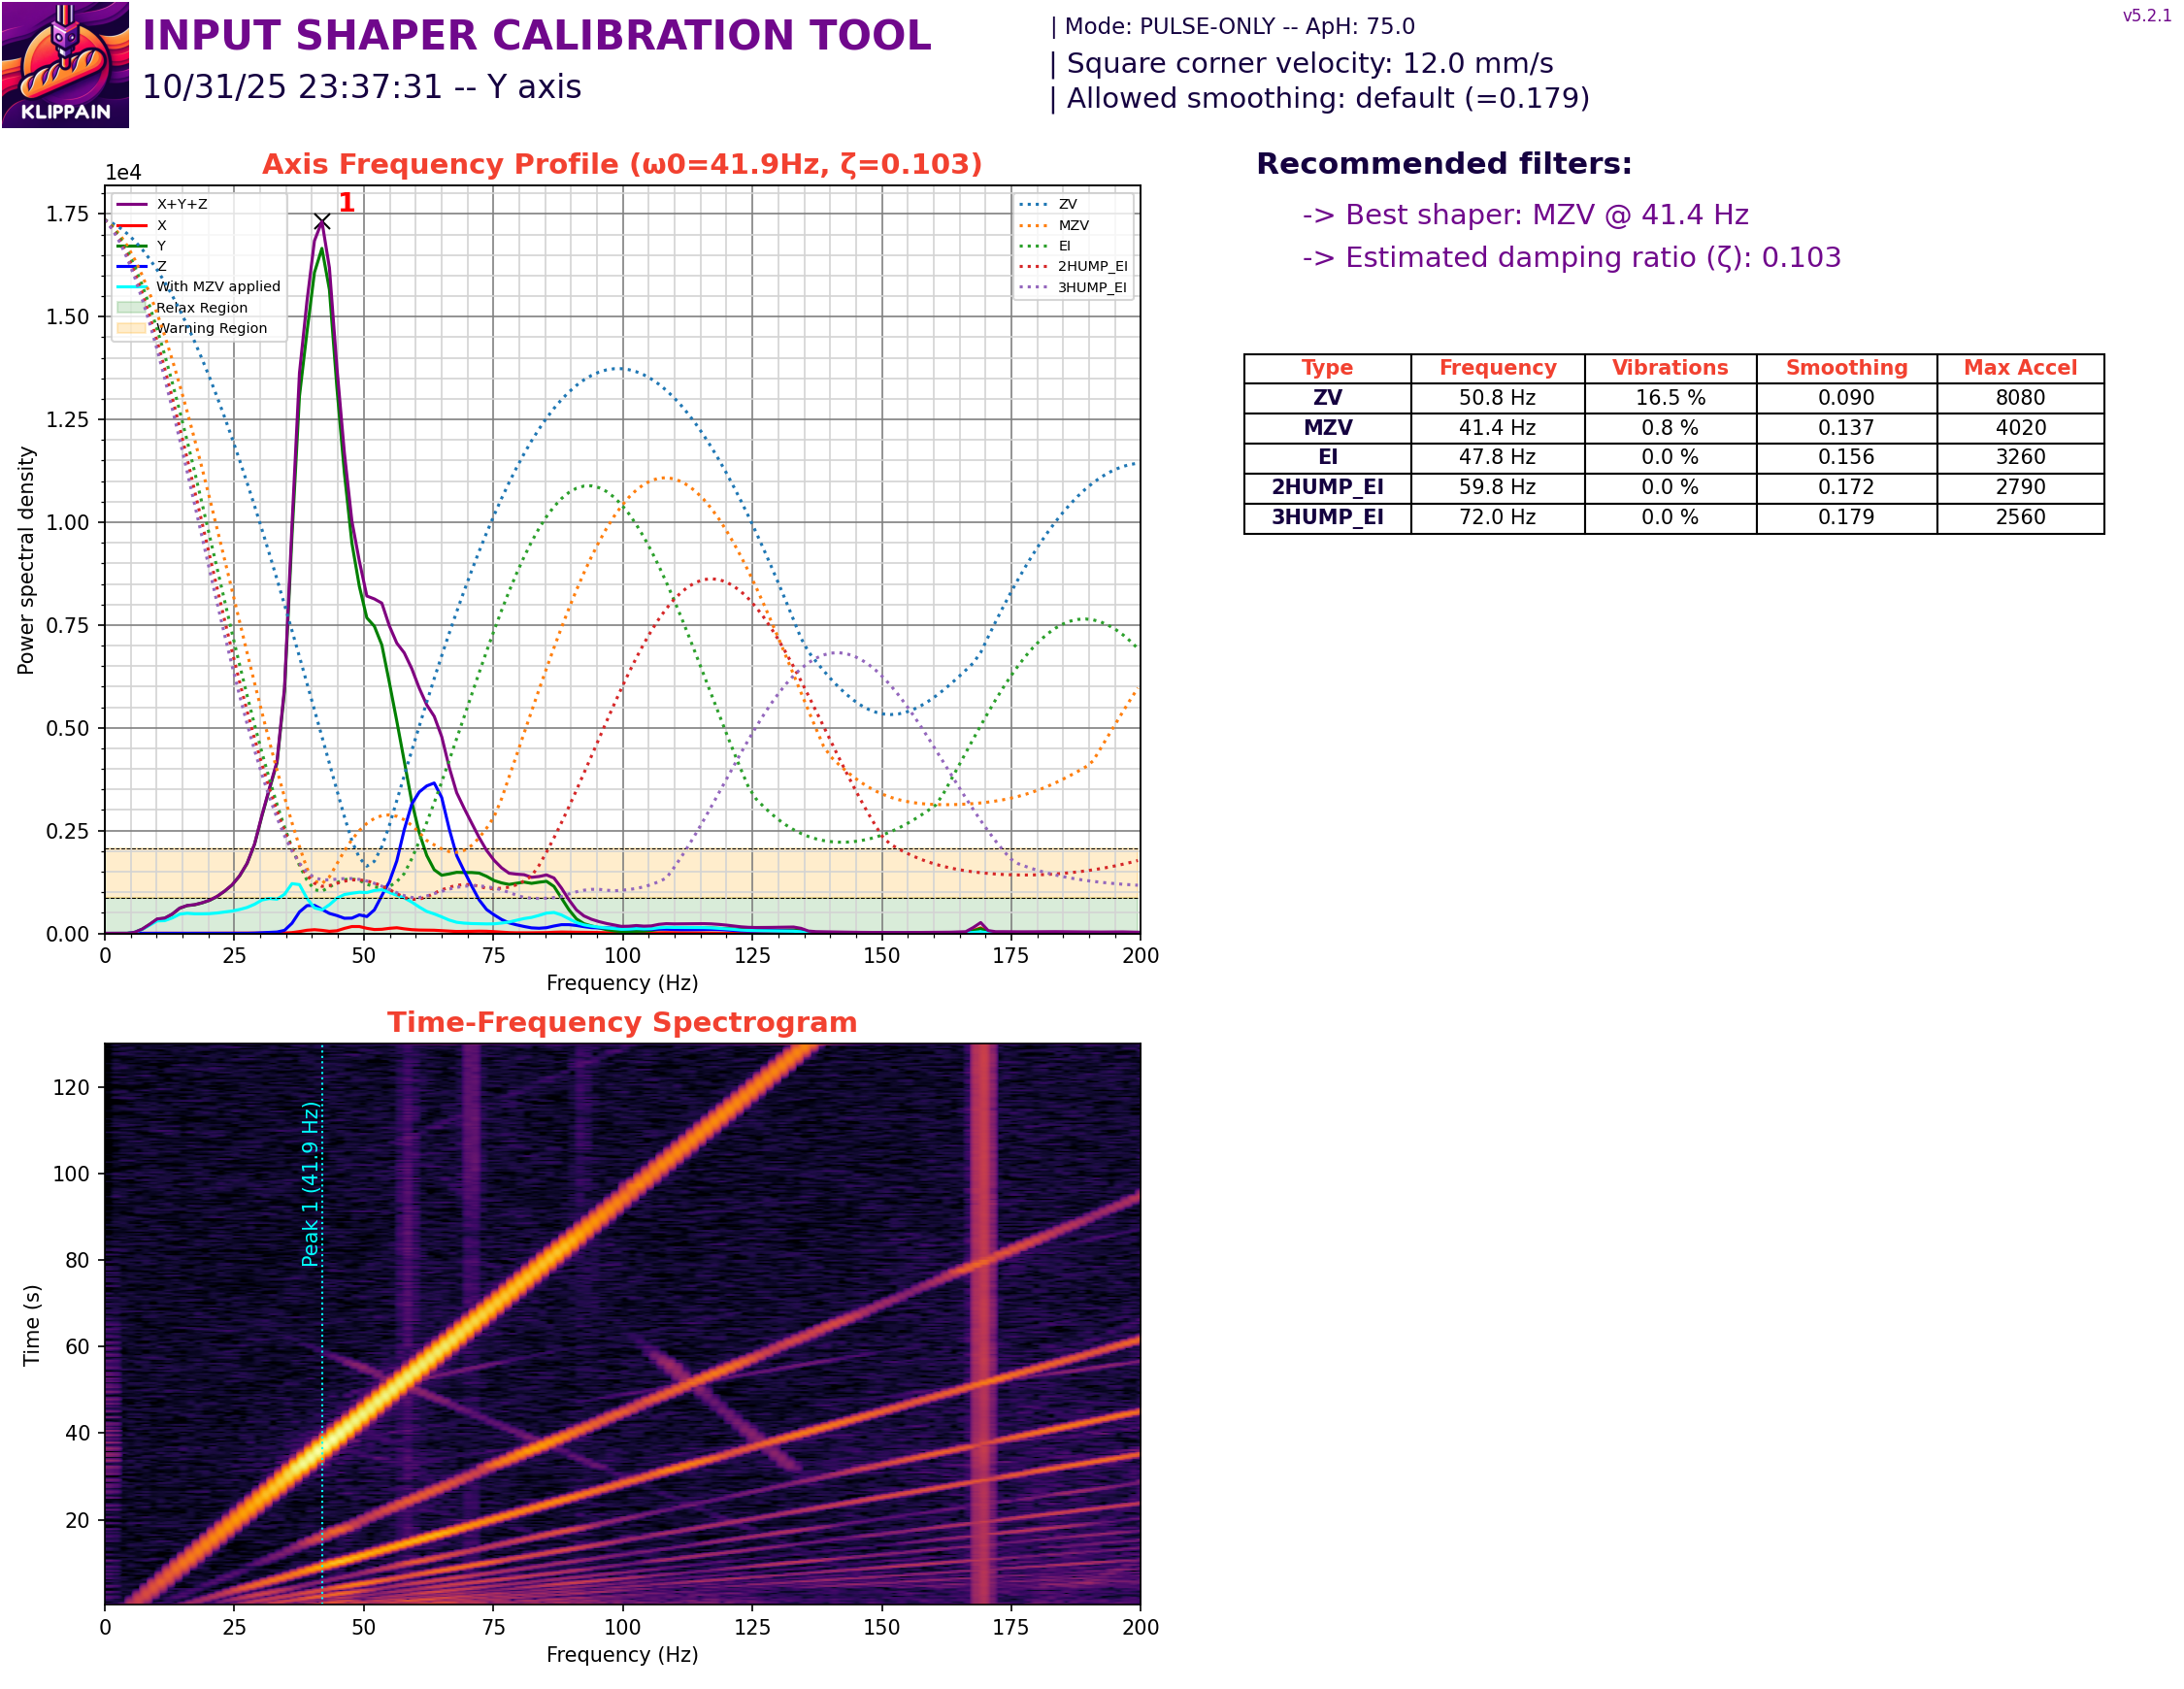 KLIPPAIN
INPUT SHAPER CALIBRATION TOOL
10/31/25 23:37:31 -- Y axis
| Mode: PULSE-ONLY -- ApH: 75.0
| Square corner velocity: 12.0 mm/s
| Allowed smoothing: default (=0.179)
v5.2.1
Axis Frequency Profile (ω0=41.9Hz, ζ=0.103)
1e4
1
X+Y+Z
X
Y
Z
With MZV applied
Relax Region
Warning Region
ZV
MZV
EI
2HUMP_EI
3HUMP_EI
Power spectral density
1.75
1.50
1.25
1.00
0.75
0.50
0.25
0.00
0 25 50 75 100 125 150 175 200
Frequency (Hz)
Recommended filters:
-> Best shaper: MZV @ 41.4 Hz
-> Estimated damping ratio (ζ): 0.103
Type Frequency Vibrations Smoothing Max Accel
ZV 50.8 Hz 16.5 % 0.090 8080
MZV 41.4 Hz 0.8 % 0.137 4020
EI 47.8 Hz 0.0 % 0.156 3260
2HUMP_EI 59.8 Hz 0.0 % 0.172 2790
3HUMP_EI 72.0 Hz 0.0 % 0.179 2560
Time-Frequency Spectrogram
Time (s)
120
100
80
60
40
20
Peak 1 (41.9 Hz)
0 25 50 75 100 125 150 175 200
Frequency (Hz)